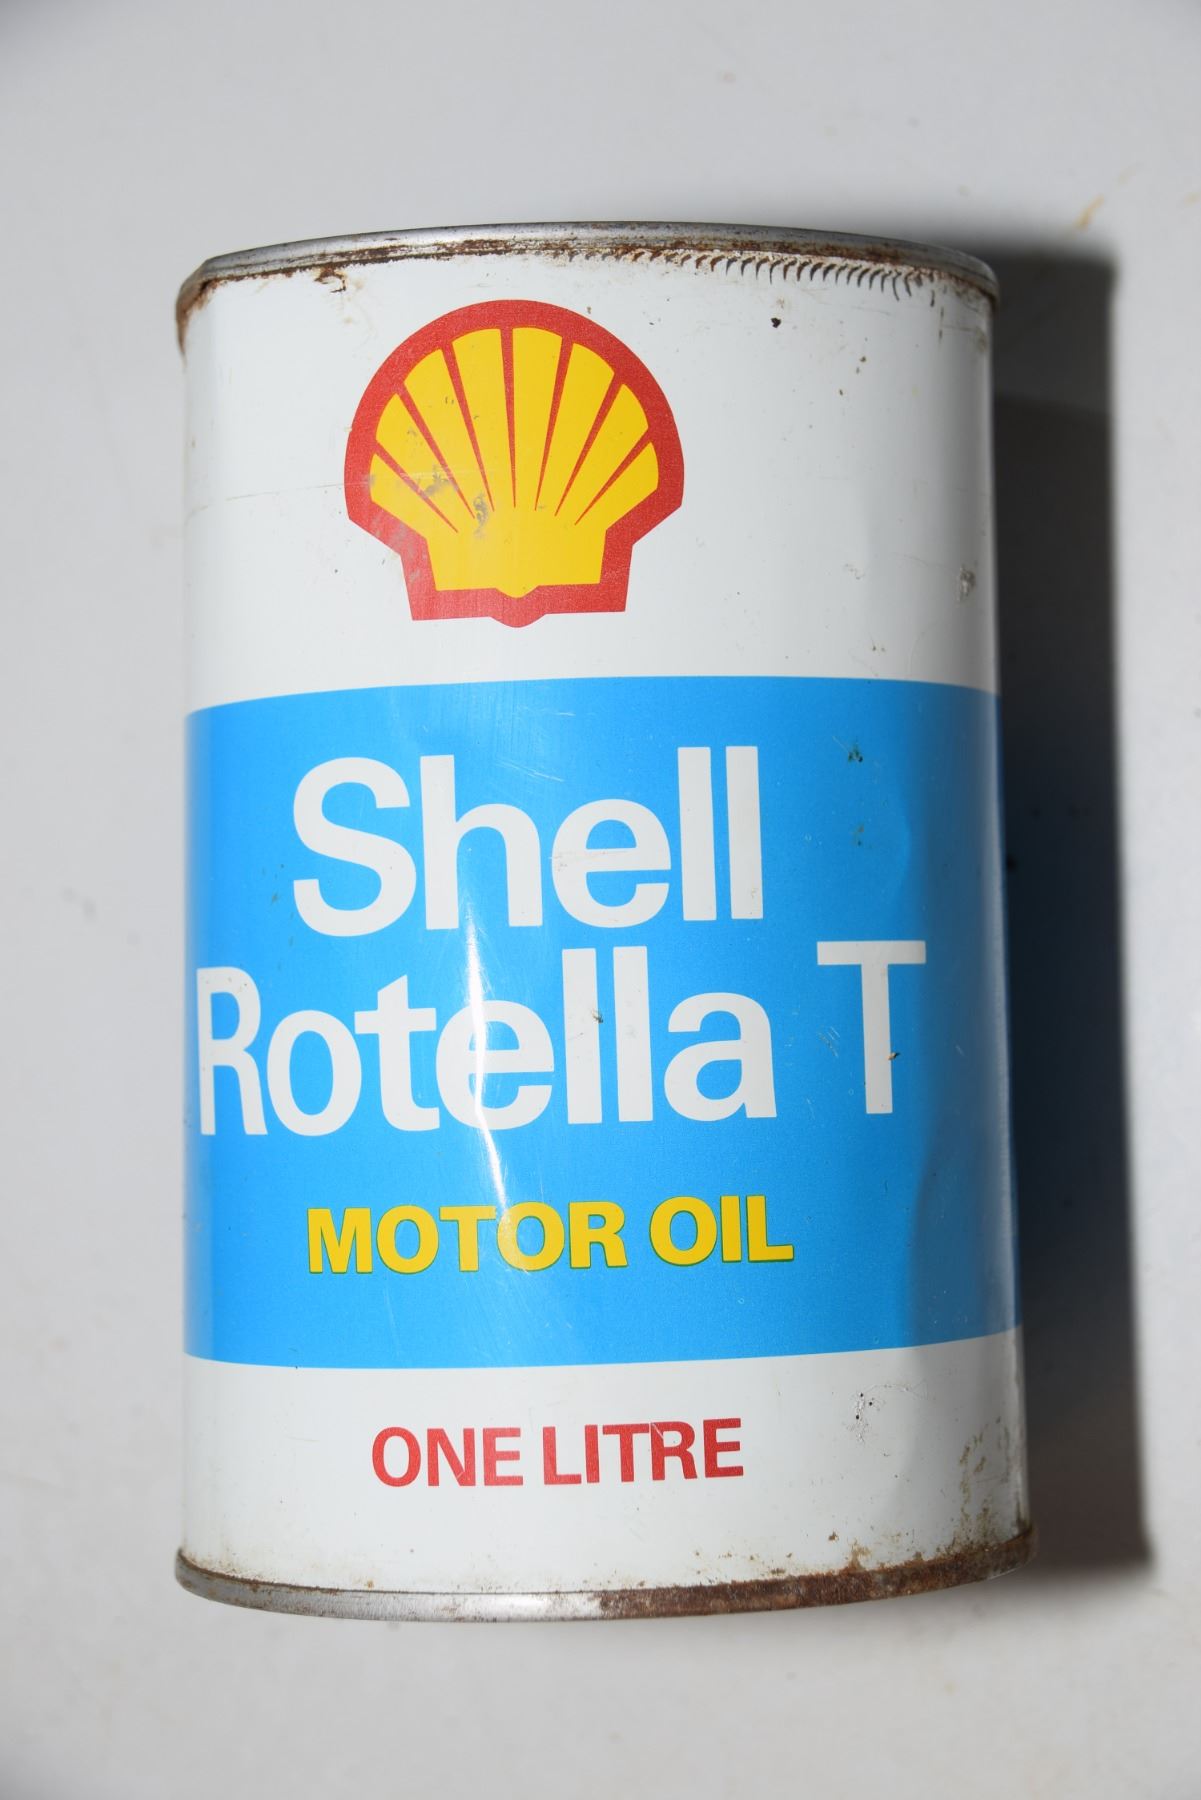 Shell
Rotella T
MOTOR OIL
ONE LITRE